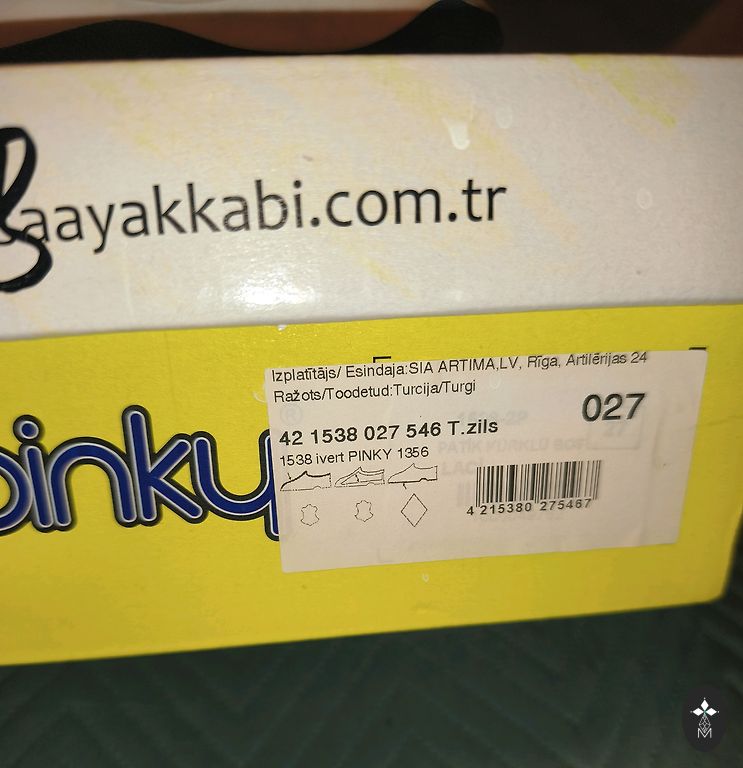 aayakkabi.com.tr
pinky
Izplatītājs/ Esindaja:SIA ARTIMA,LV, Rīga, Artilērijas 24
Ražots/Toodetud:Turcija/Turgi
027
42 1538 027 546 T.zils
1538 ivert PINKY 1356
4 215380 275467